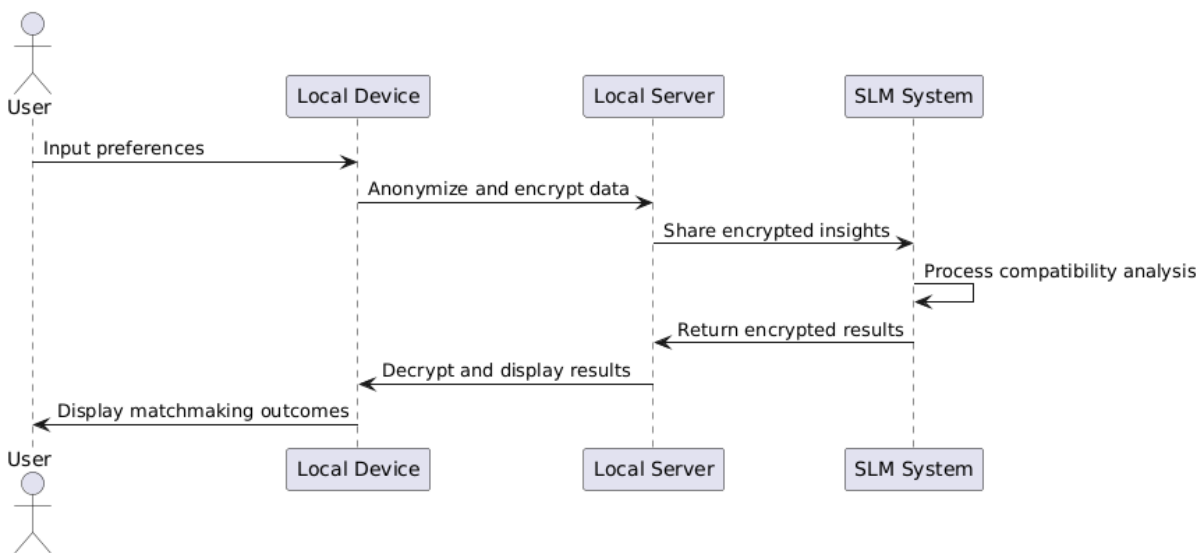 User
Local Device
Local Server
SLM System
Input preferences
Anonymize and encrypt data
Share encrypted insights
Process compatibility analysis
Return encrypted results
Decrypt and display results
Display matchmaking outcomes
User
Local Device
Local Server
SLM System